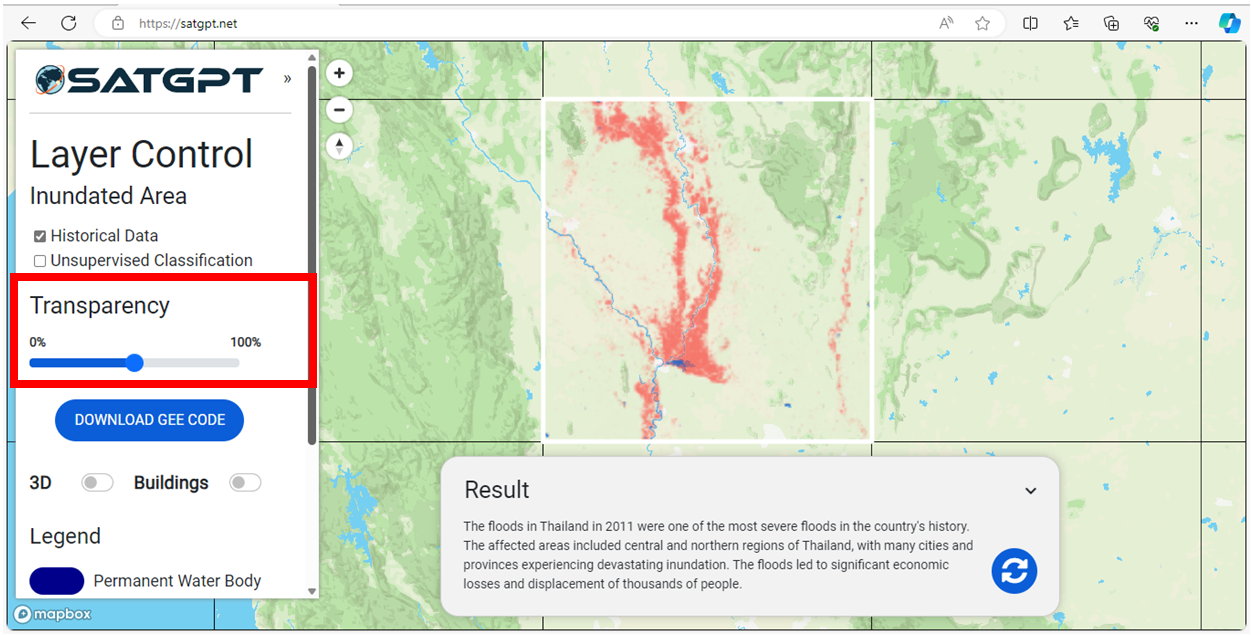 https://satgpt.net
SATGPT »
Layer Control
Inundated Area
Historical Data
Unsupervised Classification
Transparency
0% 100%
DOWNLOAD GEE CODE
3D Buildings
Legend
Permanent Water Body
mapbox
Result
The floods in Thailand in 2011 were one of the most severe floods in the country's history.
The affected areas included central and northern regions of Thailand, with many cities and
provinces experiencing devastating inundation. The floods led to significant economic
losses and displacement of thousands of people.